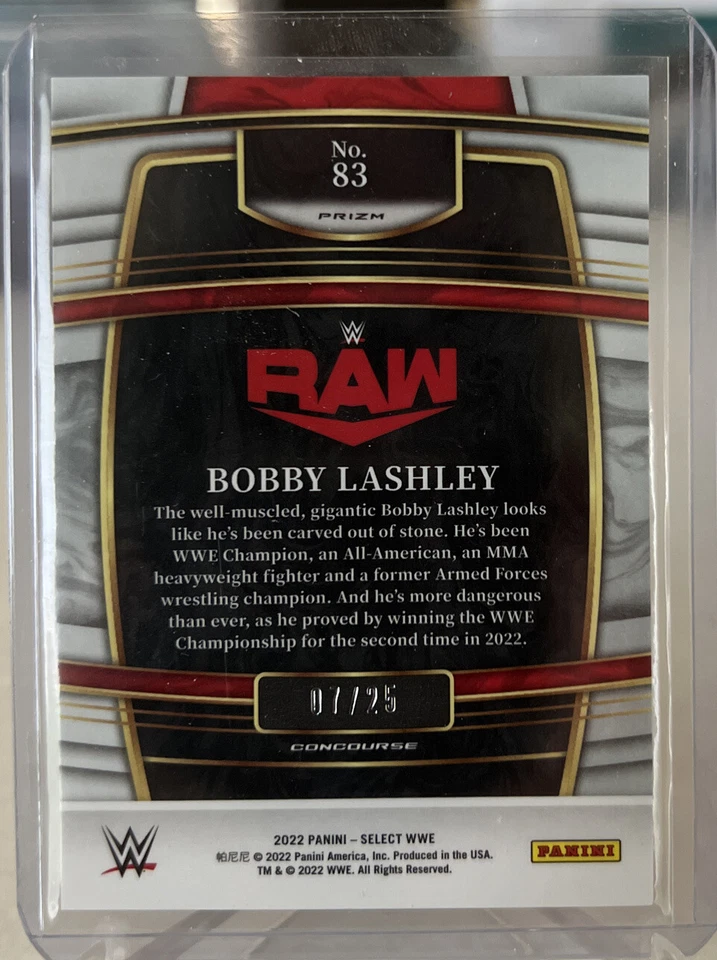 No.
83
PRIZM
W
RAW
BOBBY LASHLEY
The well-muscled, gigantic Bobby Lashley looks
like he's been carved out of stone. He's been
WWE Champion, an All-American, an MMA
heavyweight fighter and a former Armed Forces
wrestling champion. And he's more dangerous
than ever, as he proved by winning the WWE
Championship for the second time in 2022.
07/25
CONCOURSE
W
2022 PANINI – SELECT WWE
帕尼尼 © 2022 Panini America, Inc. Produced in the USA.
TM & © 2022 WWE. All Rights Reserved.
PANINI